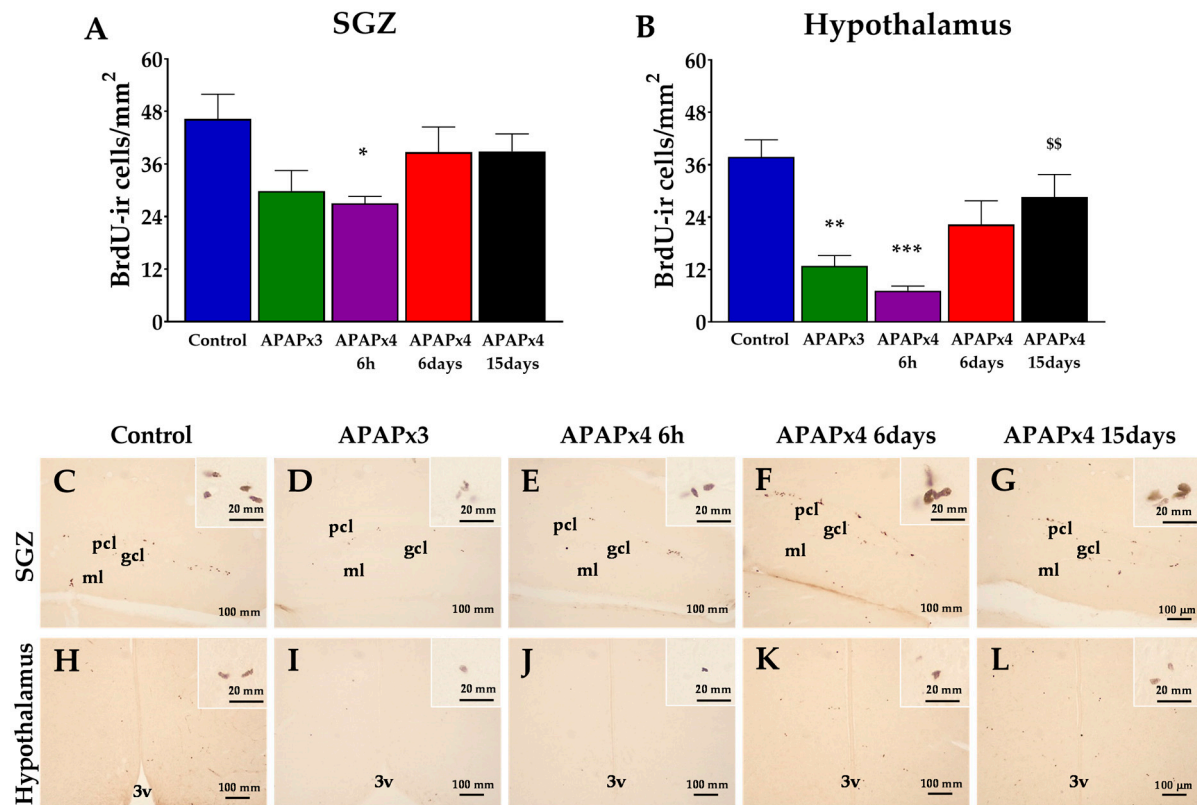 A
SGZ
BrdU-ir cells/mm²
60
48
36
24
12
0
*
Control
APAPx3
APAPx4
6h
APAPx4
6days
APAPx4
15days
B
Hypothalamus
BrdU-ir cells/mm²
60
48
36
24
12
0
**
***
$$
Control
APAPx3
APAPx4
6h
APAPx4
6days
APAPx4
15days
Control
APAPx3
APAPx4 6h
APAPx4 6days
APAPx4 15days
SGZ
C
20 mm
pcl
gcl
ml
100 mm
D
20 mm
pcl
gcl
ml
100 mm
E
20 mm
pcl
gcl
ml
100 mm
F
20 mm
pcl
gcl
ml
100 mm
G
20 mm
pcl
gcl
ml
100 μm
Hypothalamus
H
20 mm
3v
100 mm
I
20 mm
3v
100 mm
J
20 mm
3v
100 mm
K
20 mm
3v
100 mm
L
20 mm
3v
100 μm